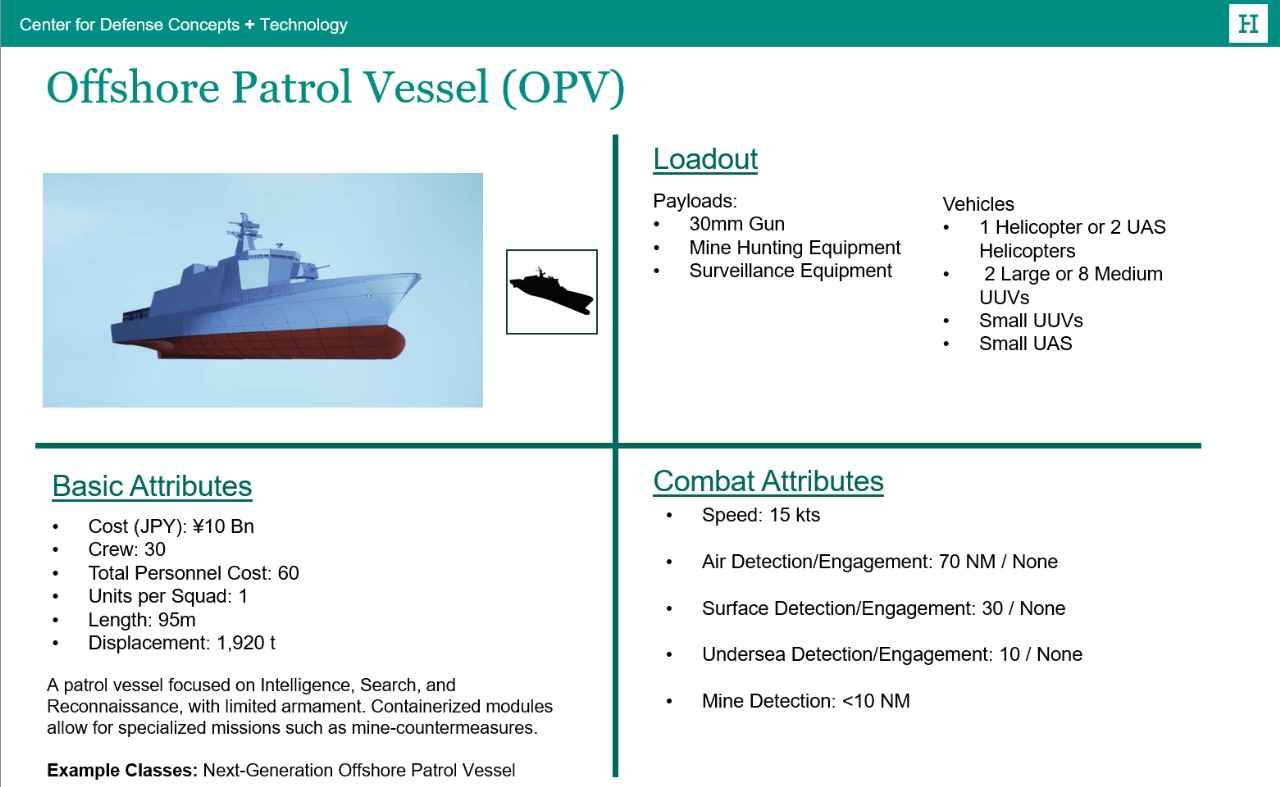 Center for Defense Concepts + Technology
H
Offshore Patrol Vessel (OPV)
Loadout
Payloads:
• 30mm Gun
• Mine Hunting Equipment
• Surveillance Equipment
Vehicles
• 1 Helicopter or 2 UAS
Helicopters
• 2 Large or 8 Medium
UUVs
• Small UUVs
• Small UAS
Basic Attributes
• Cost (JPY): ¥10 Bn
• Crew: 30
• Total Personnel Cost: 60
• Units per Squad: 1
• Length: 95m
• Displacement: 1,920 t
A patrol vessel focused on Intelligence, Search, and
Reconnaissance, with limited armament. Containerized modules
allow for specialized missions such as mine-countermeasures.
Example Classes: Next-Generation Offshore Patrol Vessel
Combat Attributes
• Speed: 15 kts
• Air Detection/Engagement: 70 NM / None
• Surface Detection/Engagement: 30 / None
• Undersea Detection/Engagement: 10 / None
• Mine Detection: <10 NM